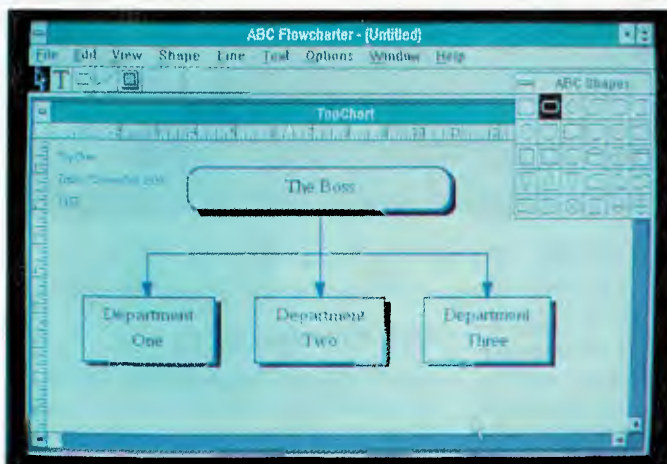 ABC Flowcharter - (Untitled)
File Edit View Shape Line Text Options Window Help
T
ABC Shapes
TopChart
The Boss
Department
One
Department
Two
Department
Three